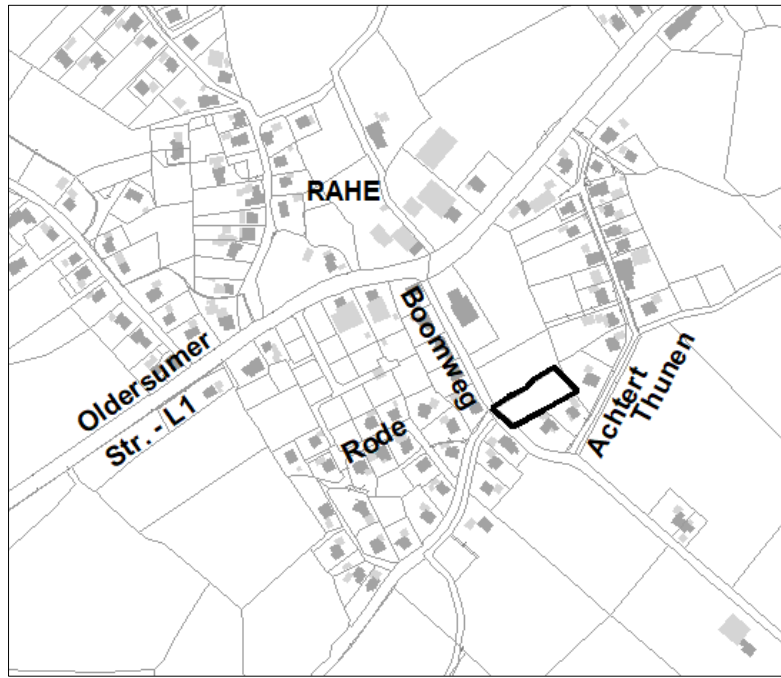 RAHE
Boomweg
Oldersumer
Str. - L1
Rode
Achtert
Thunen